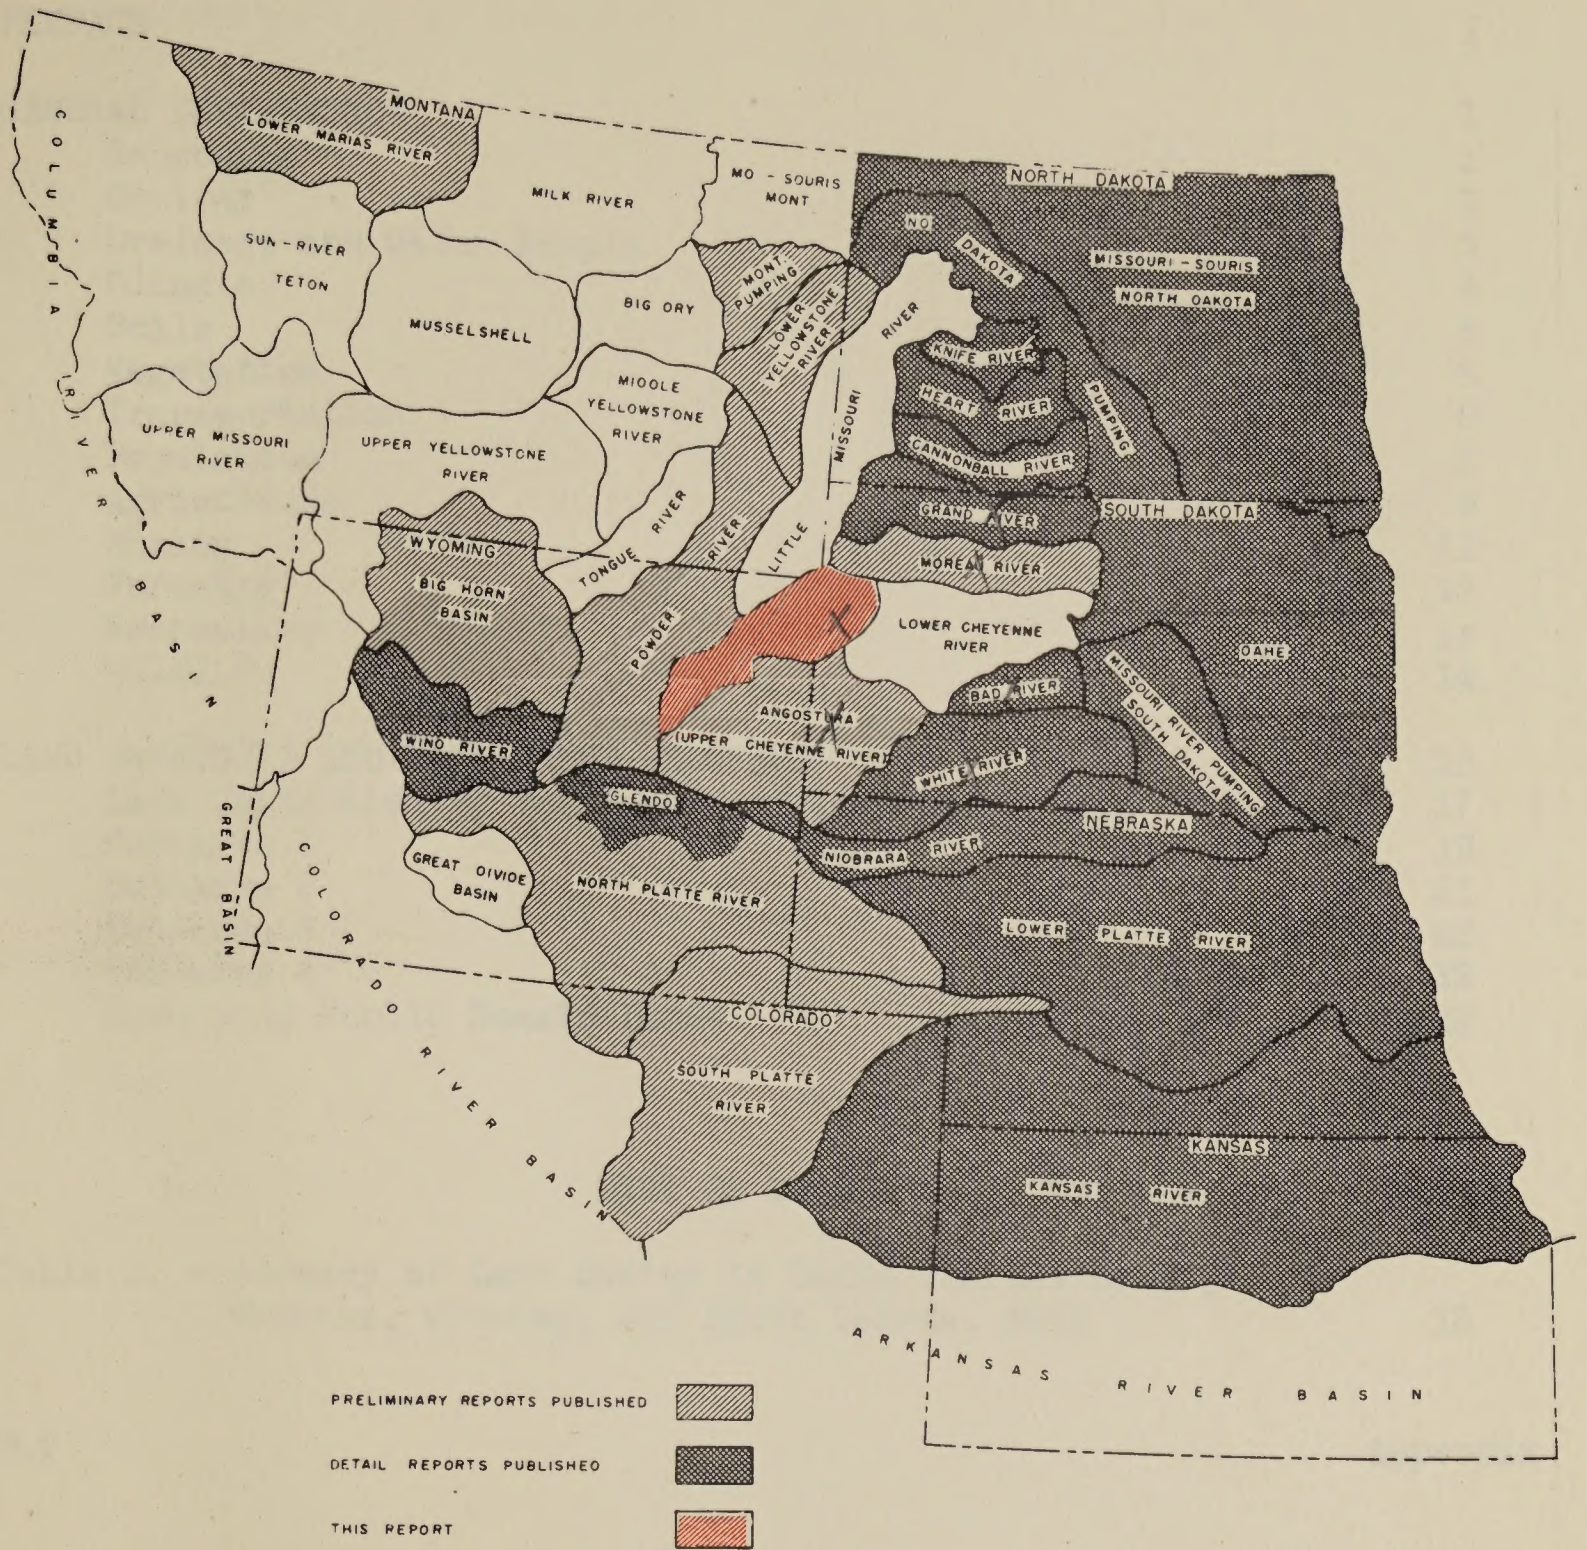 MONTANA
LOWER MARIAS RIVER
COLUMBIA RIVER BASIN
MILK RIVER
MO - SOURIS
MONT
NORTH DAKOTA
NO
DAKOTA
PUMPING
MISSOURI - SOURIS
NORTH OAKOTA
SUN - RIVER
TETON
MUSSELSHELL
BIG ORY
MONT.
PUMPING
LOWER
YELLOWSTONE
RIVER
LITTLE MISSOURI RIVER
KNIFE RIVER
HEART RIVER
CANNONBALL RIVER
MIOOLE
YELLOWSTONE
RIVER
UPPER MISSOURI
RIVER
UPPER YELLOWSTONE
RIVER
TONGUE RIVER
POWDER RIVER
GRAND RIVER
SOUTH DAKOTA
MOREAU RIVER
WYOMING
BIG HORN
BASIN
LOWER CHEYENNE
RIVER
OAHE
BAD RIVER
MISSOURI RIVER PUMPING
SOUTH DAKOTA
WIND RIVER
ANGOSTURA
(UPPER CHEYENNE RIVER)
WHITE RIVER
GLENDO
NEBRASKA
NIOBRARA RIVER
GREAT BASIN
GREAT OIVIOE
BASIN
NORTH PLATTE RIVER
LOWER PLATTE RIVER
COLORADO RIVER BASIN
COLORADO
SOUTH PLATTE
RIVER
KANSAS
KANSAS RIVER
ARKANSAS RIVER BASIN
PRELIMINARY REPORTS PUBLISHED
DETAIL REPORTS PUBLISHEO
THIS REPORT